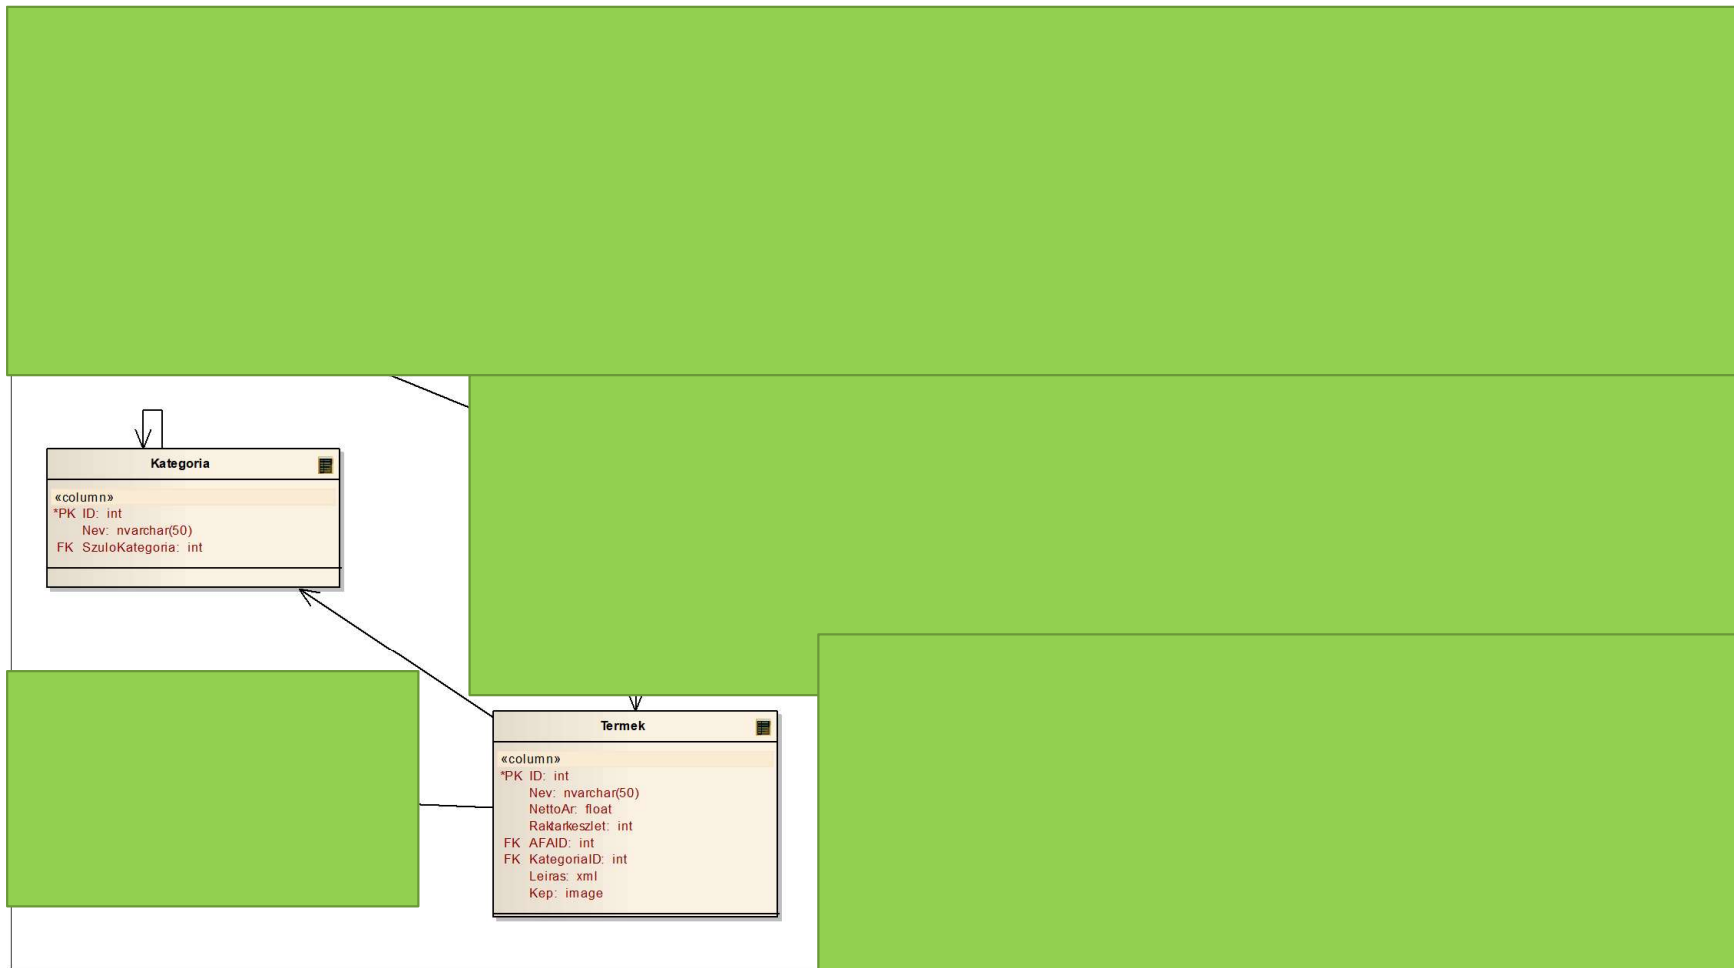 Kategoria
«column»
*PK ID: int
Nev: nvarchar(50)
FK SzuloKategoria: int
Termek
«column»
*PK ID: int
Nev: nvarchar(50)
NettoAr: float
Raktarkeszlet: int
FK AFAID: int
FK KategoriaID: int
Leiras: xml
Kep: image